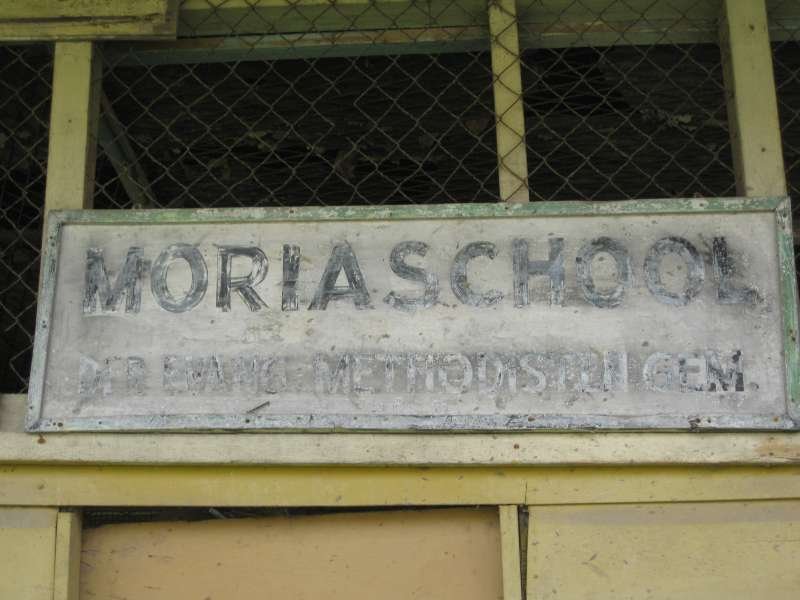 MORIASCHOOL
DER EVANG. METHODISTEN GEM.